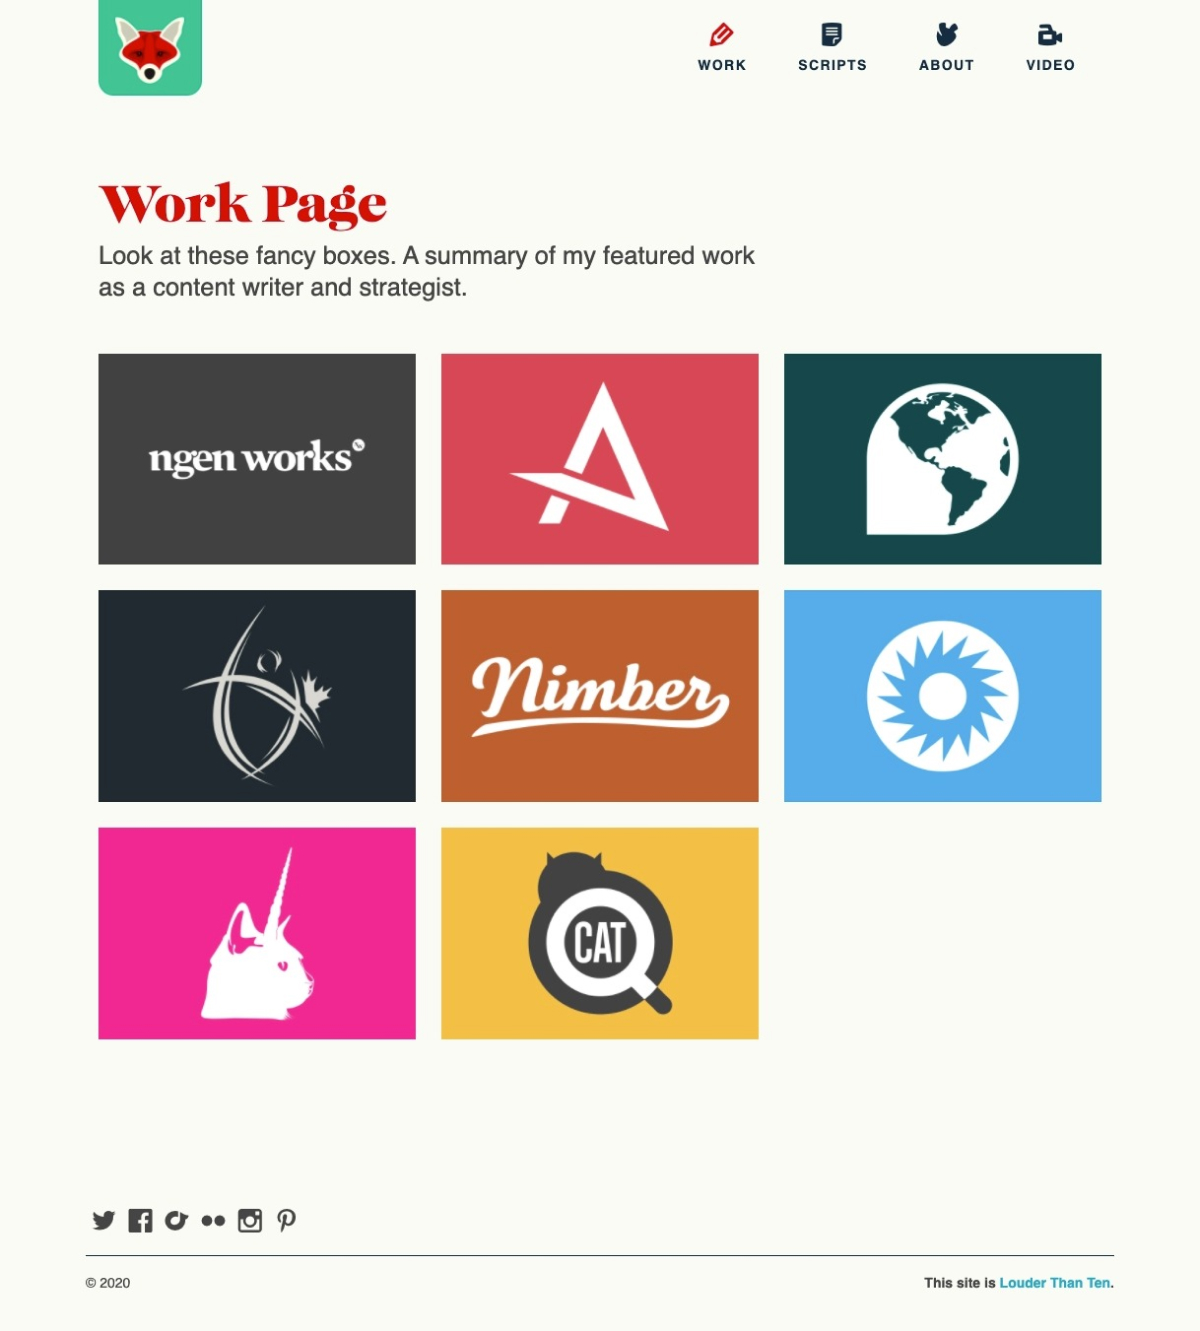 WORK SCRIPTS ABOUT VIDEO
Work Page
Look at these fancy boxes. A summary of my featured work
as a content writer and strategist.
ngen works
Nimber
CAT
© 2020
This site is Louder Than Ten.